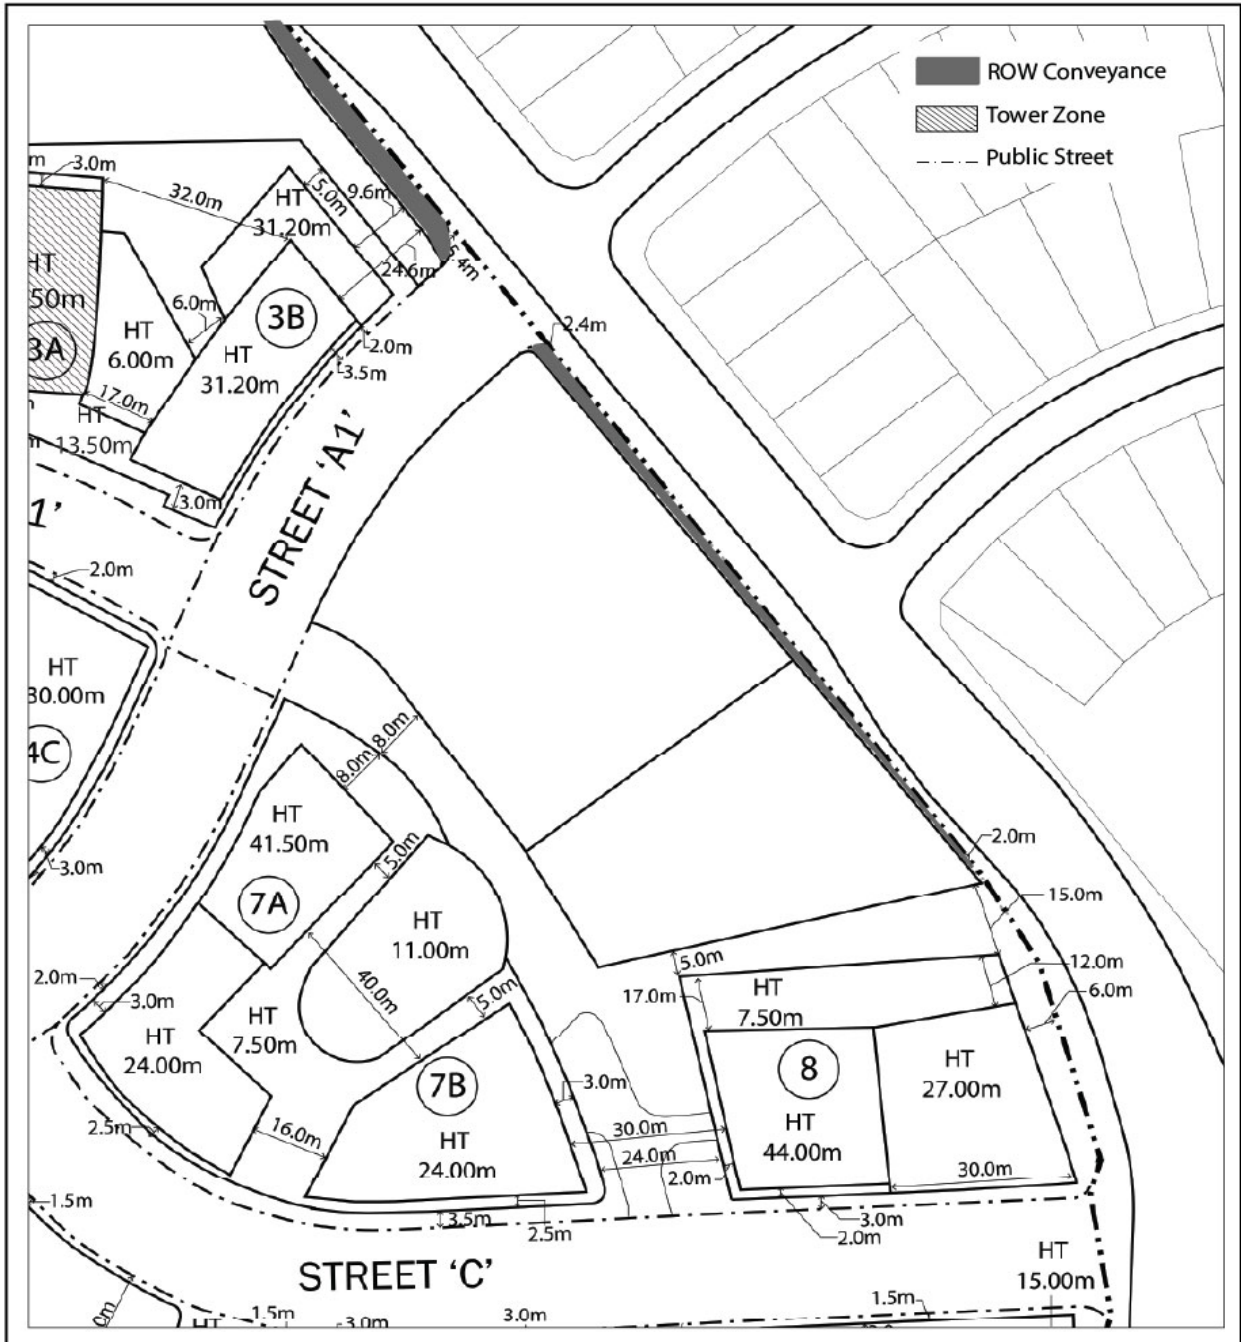 ROW Conveyance
Tower Zone
Public Street
m
3.0m
32.0m
HT
31.20m
5.0m
9.6m
5.4m
24.6m
HT
.50m
3A
6.0m
3B
HT
6.00m
HT
31.20m
2.0m
3.5m
2.4m
17.0m
HT
13.50m
3.0m
1'
STREET 'A1'
2.0m
HT
30.00m
4C
3.0m
8.0m
8.0m
HT
41.50m
5.0m
7A
HT
11.00m
2.0m
15.0m
5.0m
12.0m
6.0m
17.0m
HT
7.50m
2.0m
3.0m
40.0m
5.0m
HT
7.50m
HT
24.00m
7B
8
HT
27.00m
3.0m
2.5m
16.0m
30.0m
HT
44.00m
HT
24.00m
24.0m
2.0m
30.0m
1.5m
3.5m
2.5m
3.0m
2.0m
STREET 'C'
HT
15.00m
1.5m
1.5m
3.0m
3.0m
HT